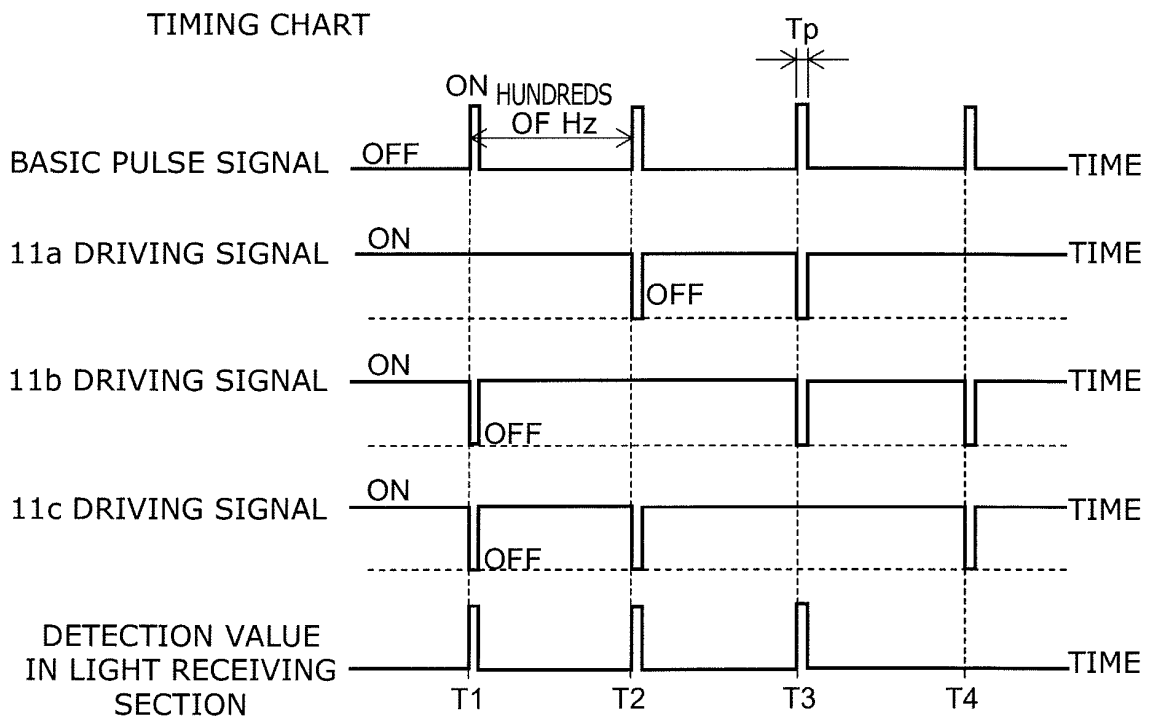 TIMING CHART
Tp
ON HUNDREDS
OF Hz
BASIC PULSE SIGNAL OFF TIME
11a DRIVING SIGNAL ON TIME
OFF
11b DRIVING SIGNAL ON TIME
OFF
11c DRIVING SIGNAL ON TIME
OFF
DETECTION VALUE
IN LIGHT RECEIVING TIME
SECTION
T1 T2 T3 T4